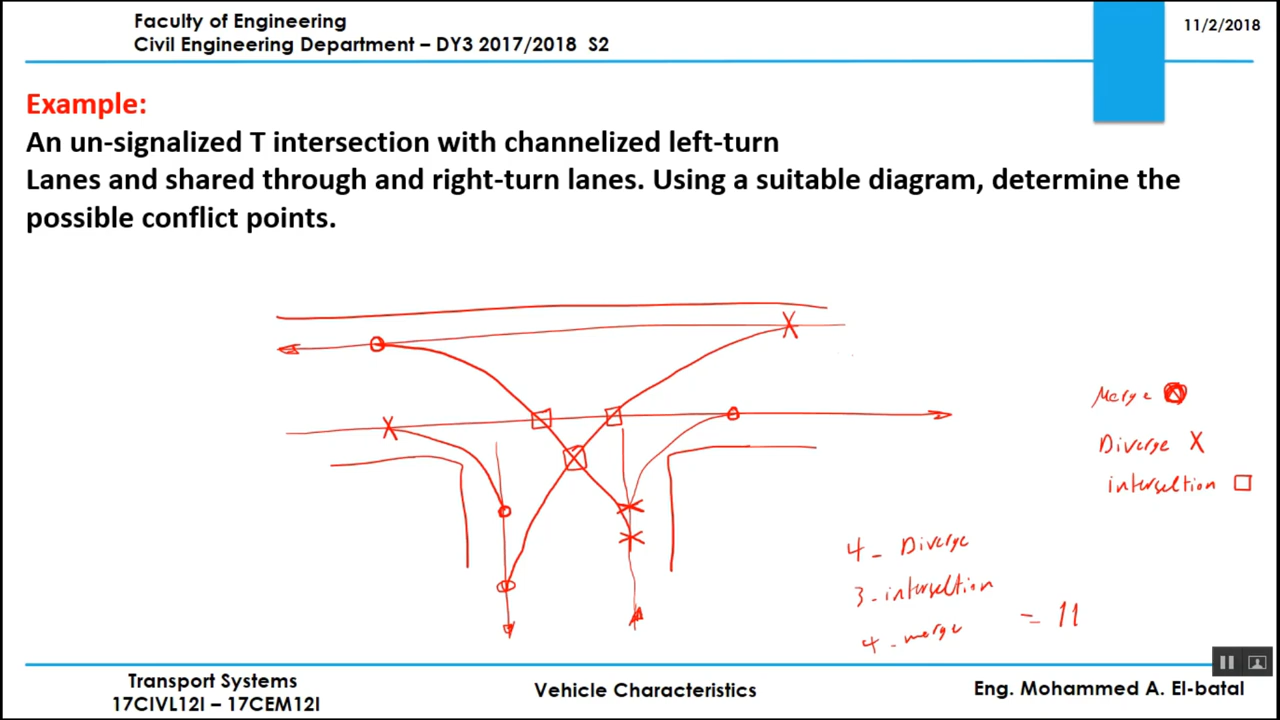 Faculty of Engineering
Civil Engineering Department – DY3 2017/2018 S2
11/2/2018
Example:
An un-signalized T intersection with channelized left-turn
Lanes and shared through and right-turn lanes. Using a suitable diagram, determine the
possible conflict points.
Merge
Diverge X
intersection □
4 - Diverge
3 - intersection
4 - merge
= 11
Transport Systems
17CIVL12I – 17CEM12I
Vehicle Characteristics
Eng. Mohammed A. El-batal